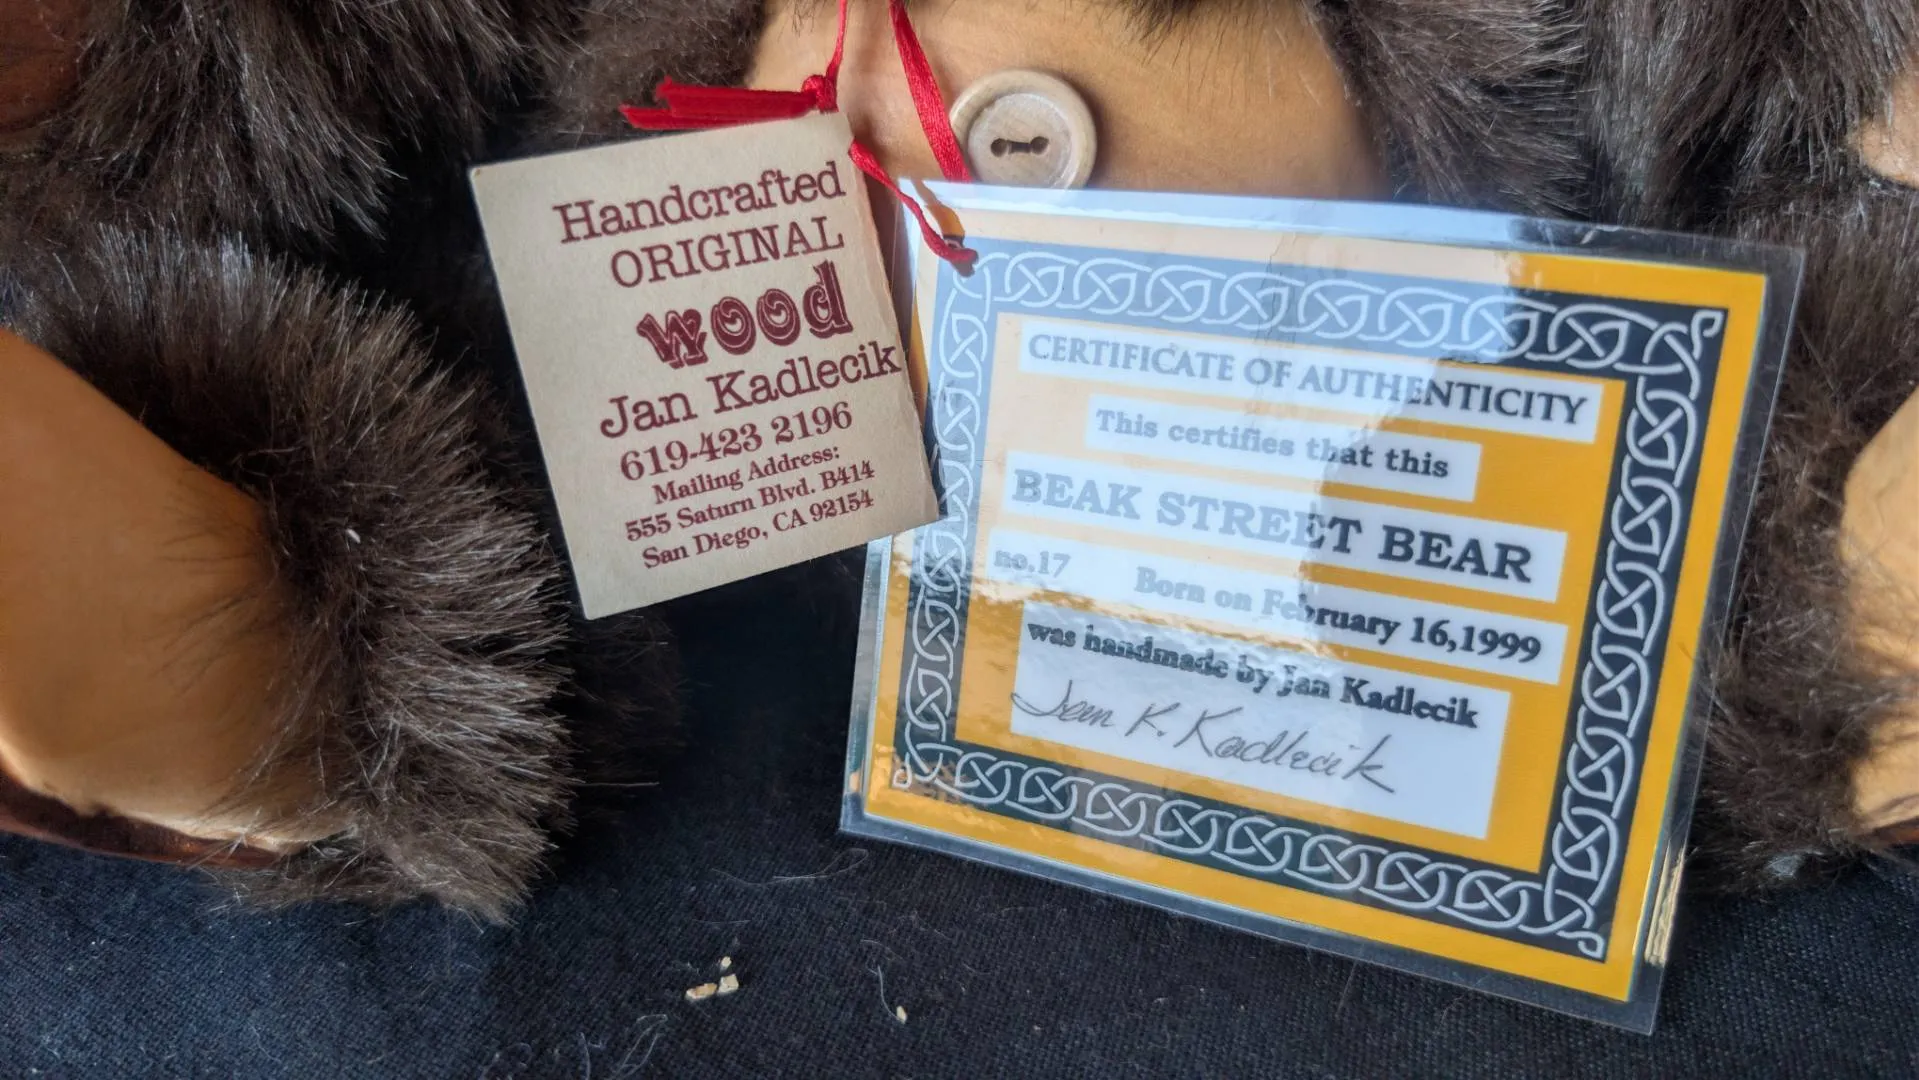 Handcrafted
ORIGINAL
wood
Jan Kadlecik
619-423 2196
Mailing Address:
555 Saturn Blvd. B414
San Diego, CA 92154
CERTIFICATE OF AUTHENTICITY
This certifies that this
BEAK STREET BEAR
no.17 Born on February 16,1999
was handmade by Jan Kadlecik
Jan K. Kadlecik